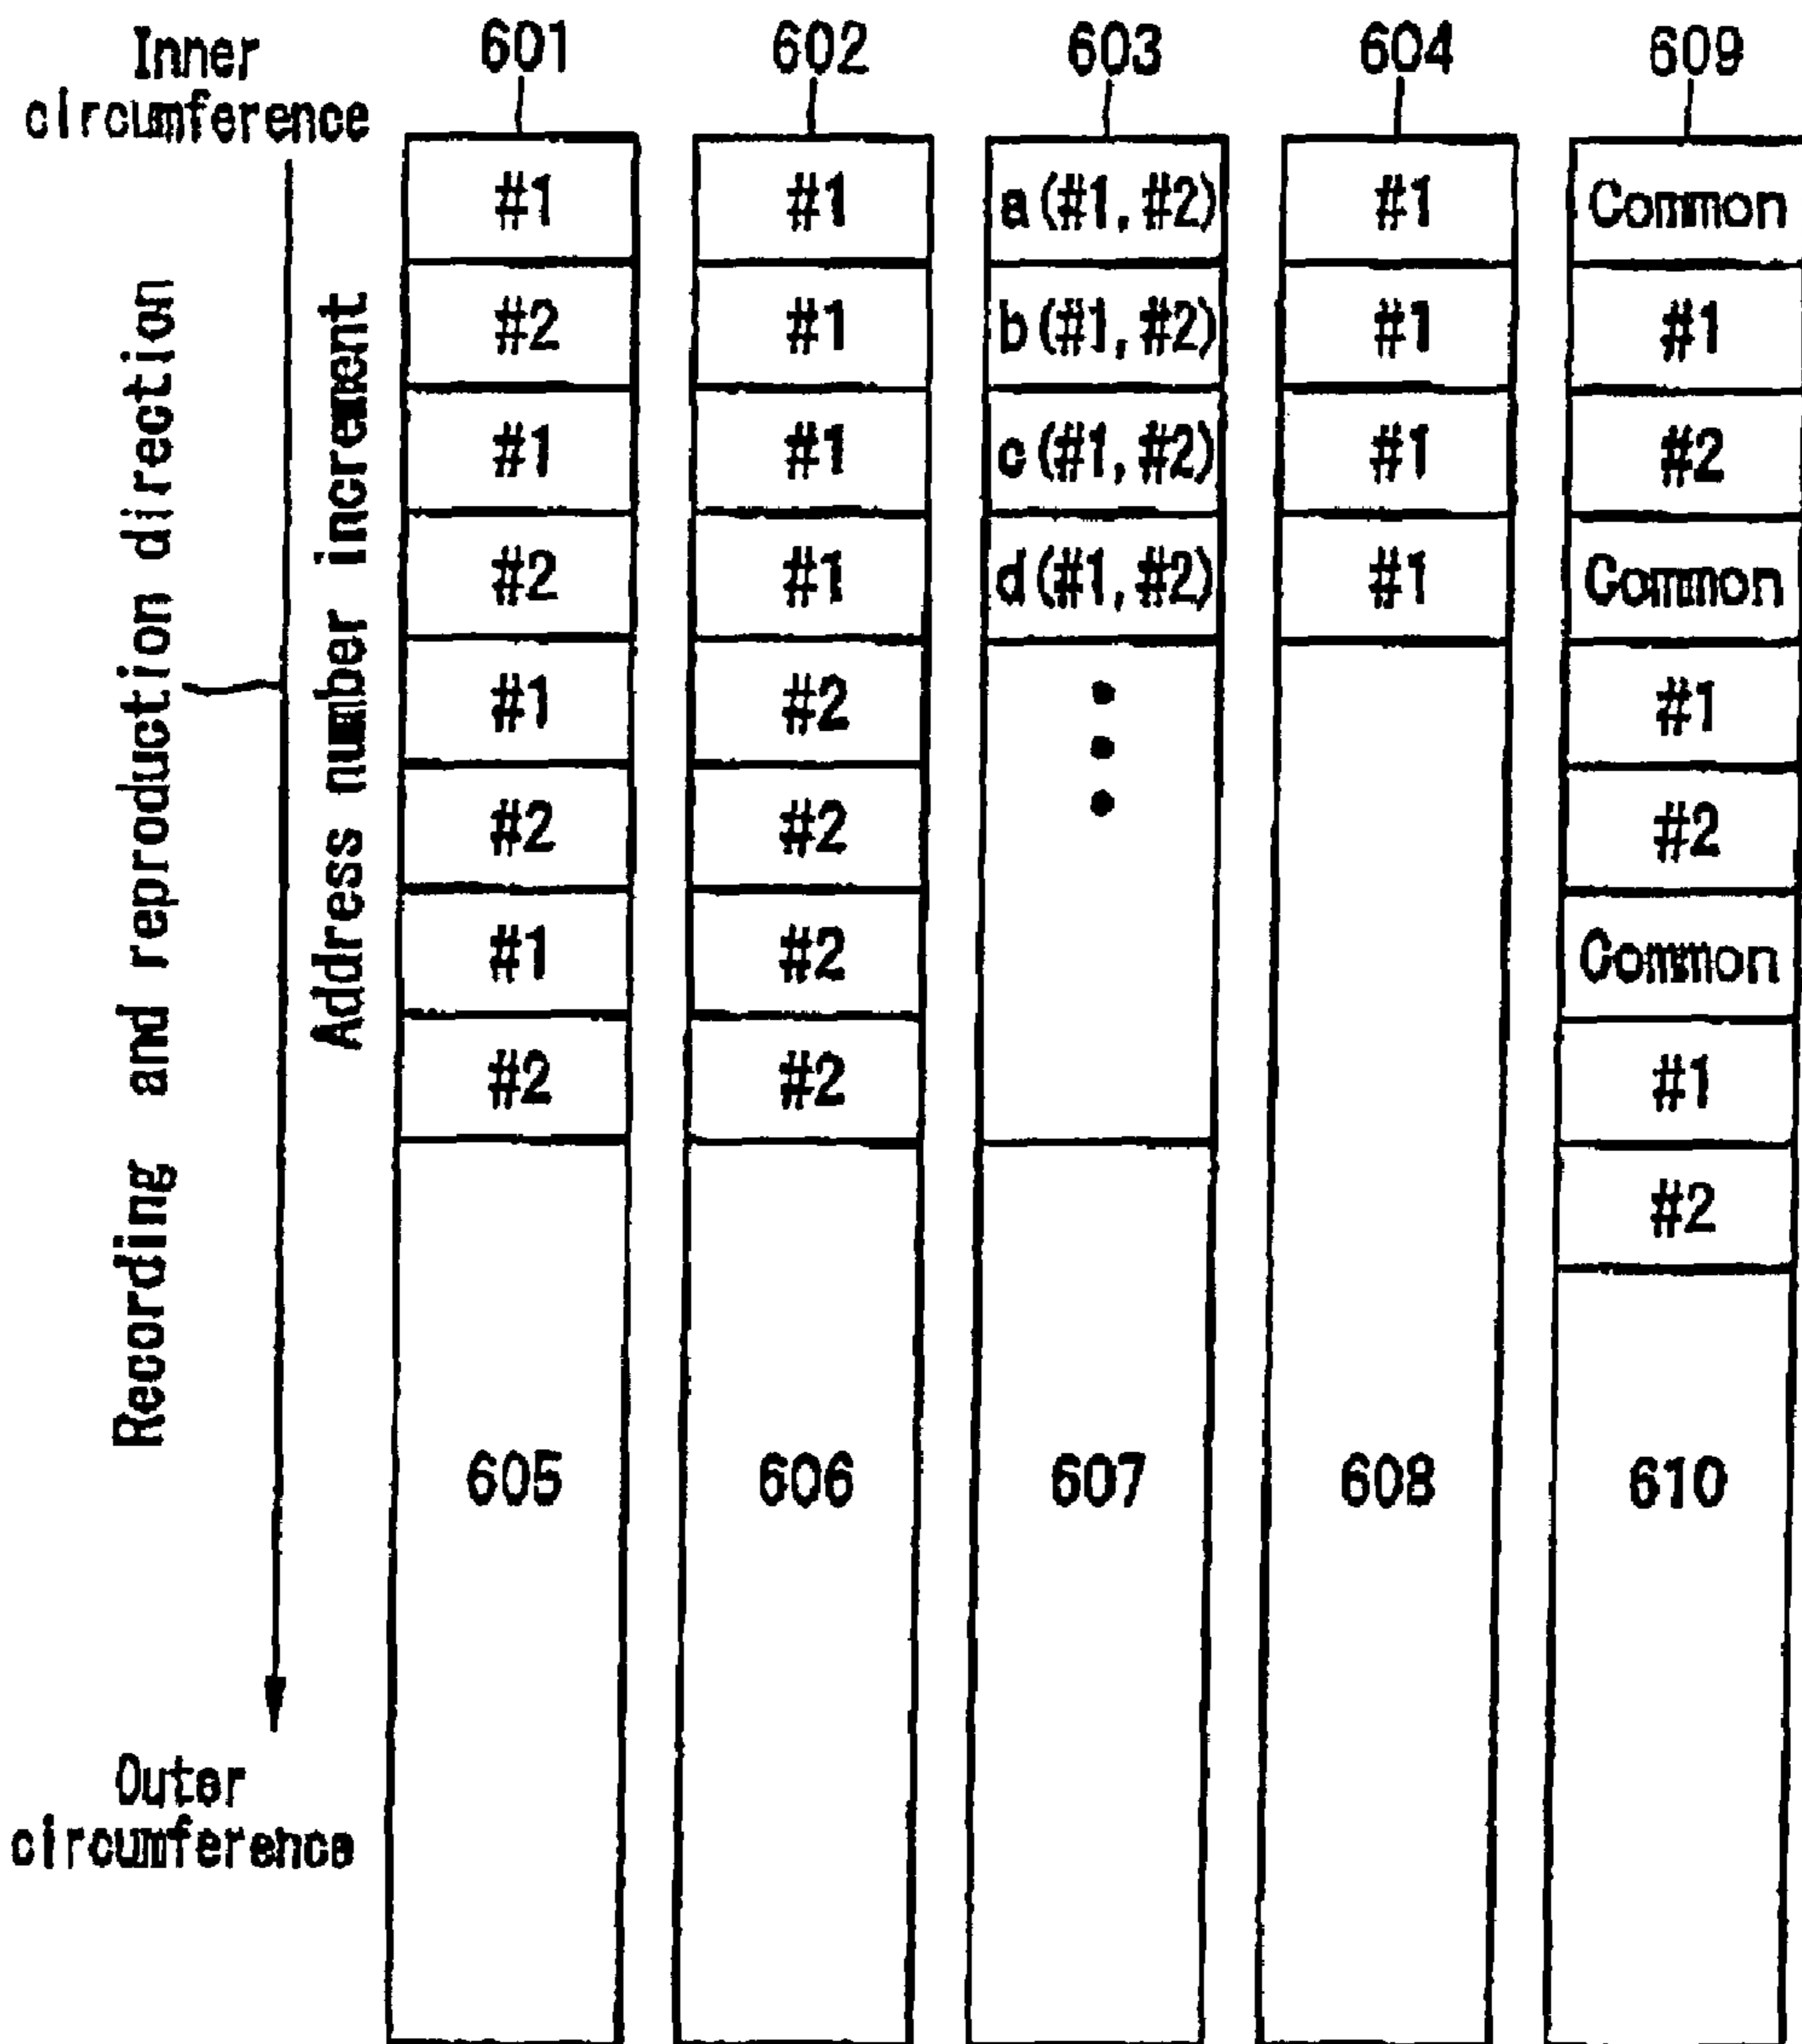 Inner
circumference
601
602
603
604
609
#1
#1
a(#1,#2)
#1
Common
#2
#1
b(#1,#2)
#1
#1
#1
#1
c(#1,#2)
#1
#2
#2
#1
d(#1,#2)
#1
Common
#1
#2
#1
#2
#2
#2
#1
#2
Common
#2
#2
#1
#2
Recording and reproduction direction
Address number increment
605
606
607
608
610
Outer
circumference